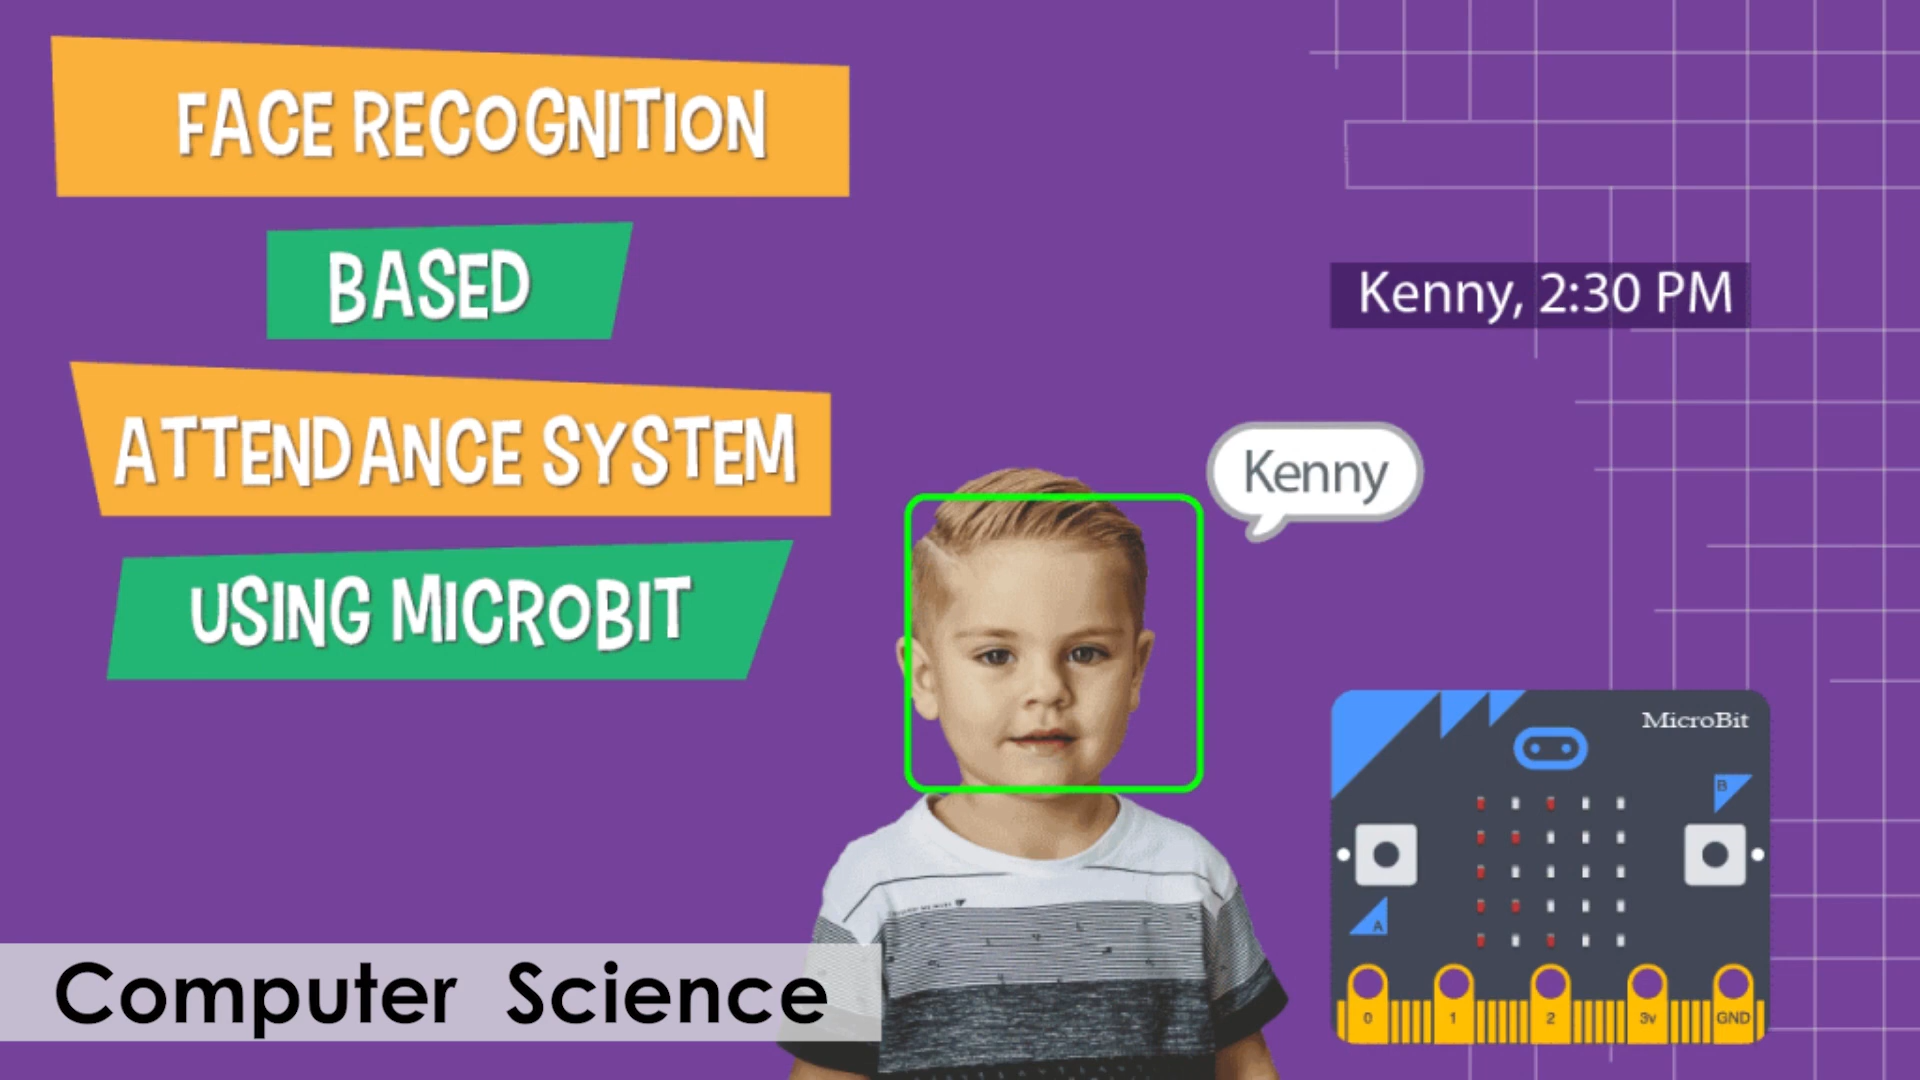 FACE RECOGNITION
BASED
ATTENDANCE SYSTEM
USING MICROBIT
Kenny, 2:30 PM
Kenny
MicroBit
B
A
0 1 2 3v GND
Computer Science